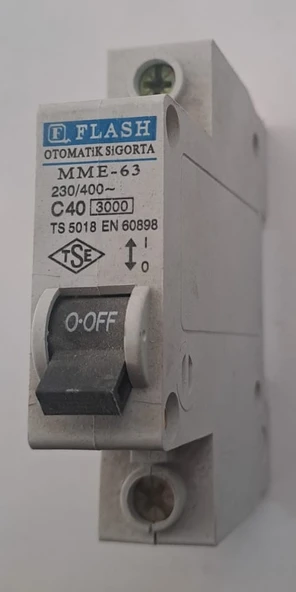 F FLASH
OTOMATiK SiGORTA
MME-63
230/400~
C40 3000
TS 5018 EN 60898
TSE
I
0
O·OFF